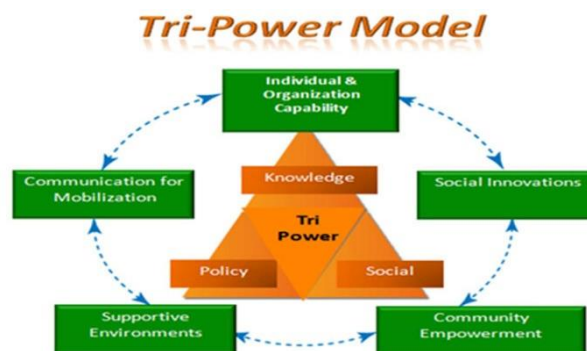 Tri-Power Model
Individual &
Organization
Capability
Communication for
Mobilization
Knowledge
Social Innovations
Tri
Power
Policy
Social
Supportive
Environments
Community
Empowerment